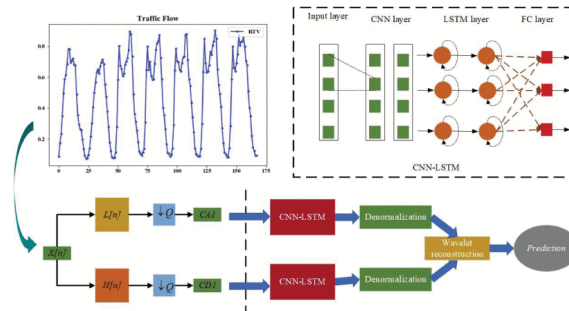 Traffic Flow
RTV
0.8
0.6
0.4
0.2
0 25 50 75 100 125 150 175
Input layer CNN layer LSTM layer FC layer
CNN-LSTM
X[n]
L[n] ↓Q CA1 CNN-LSTM Denormalization
Wavelet
reconstruction
Prediction
H[n] ↓Q CD1 CNN-LSTM Denormalization